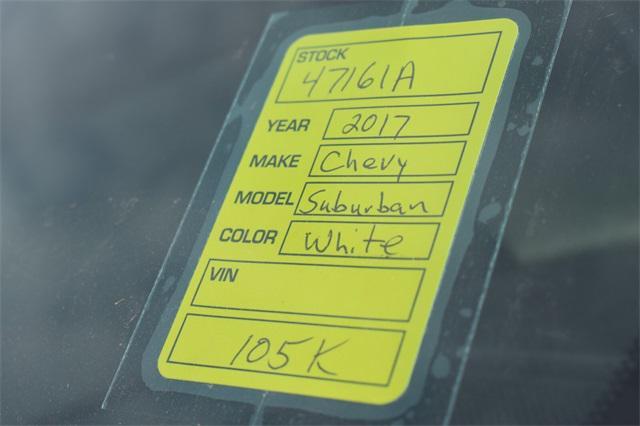 STOCK
47161A
YEAR 2017
MAKE Chevy
MODEL Suburban
COLOR White
VIN
105K